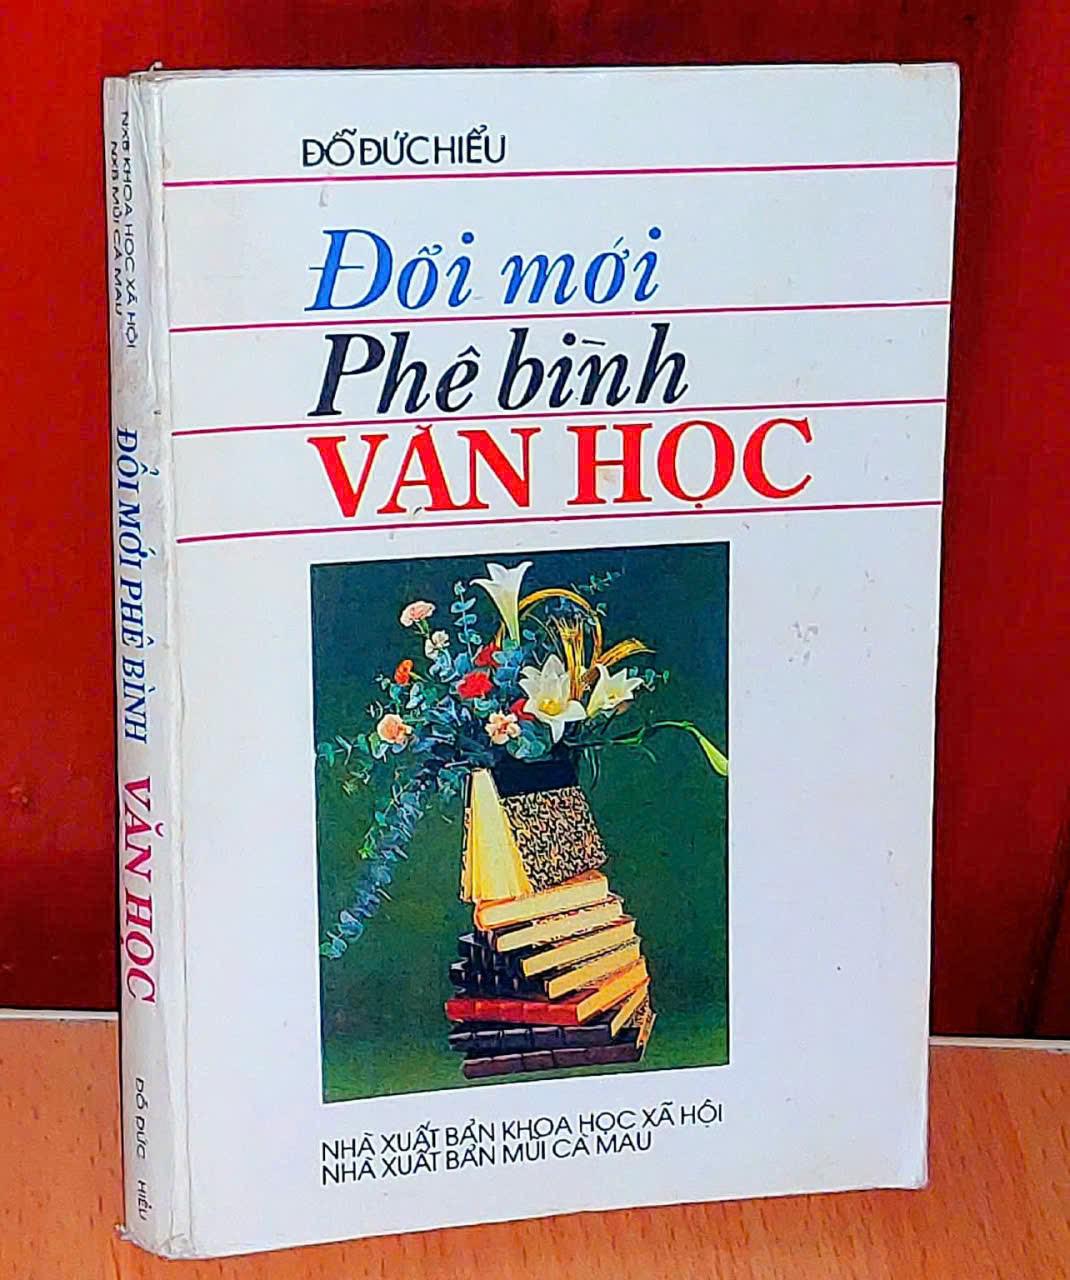 ĐỖ ĐỨC HIỂU
Đổi mới
Phê bình
VĂN HỌC
NHÀ XUẤT BẢN KHOA HỌC XÃ HỘI
NHÀ XUẤT BẢN MŨI CÀ MAU
NXB KHOA HỌC XÃ HỘI
NXB MŨI CÀ MAU
ĐỔI MỚI PHÊ BÌNH VĂN HỌC
ĐỖ ĐỨC HIỂU